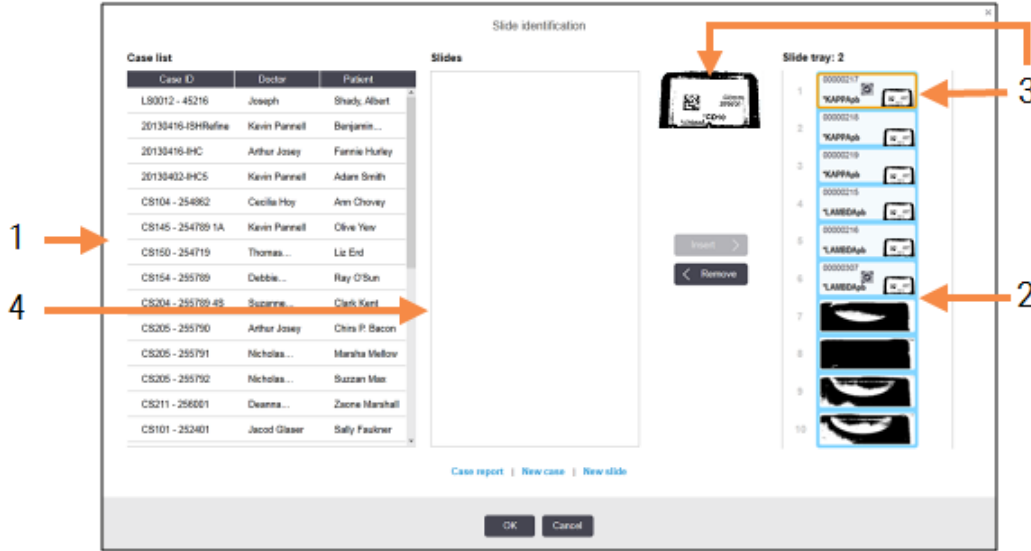 Slide identification
Case list
Slides
Slide tray: 2
Case ID Doctor Patient
LS0012 - 45216 Joseph Shady, Albert
20130416-ISHRefine Kevin Pannell Benjamin...
20130416-IHC Arthur Josey Fannie Hurley
20130402-IHC5 Kevin Pannell Adam Smith
CS104 - 254862 Cecilia Hoy Ann Chovey
CS145 - 254789 1A Kevin Pannell Olive Yew
CS150 - 254719 Thomas... Liz Erd
CS154 - 255789 Debbie... Ray O'Sun
CS204 - 255789 4S Suzanne... Clark Kent
CS205 - 255790 Arthur Josey Chirs P. Bacon
CS205 - 255791 Nicholas... Marsha Mellow
CS205 - 255792 Nicholas... Suzzan Max
CS211 - 256001 Deanna... Zaone Marshall
CS101 - 252401 Jacod Glaser Sally Faukner
*CD10
Insert >
< Remove
1 00000217
*KAPPApb
2 00000218
*KAPPApb
3 00000219
*KAPPApb
4 00000215
*LAMBDApb
5 00000216
*LAMBDApb
6 00000307
*LAMBDApb
7
8
9
10
Case report | New case | New slide
OK Cancel
1
4
3
2